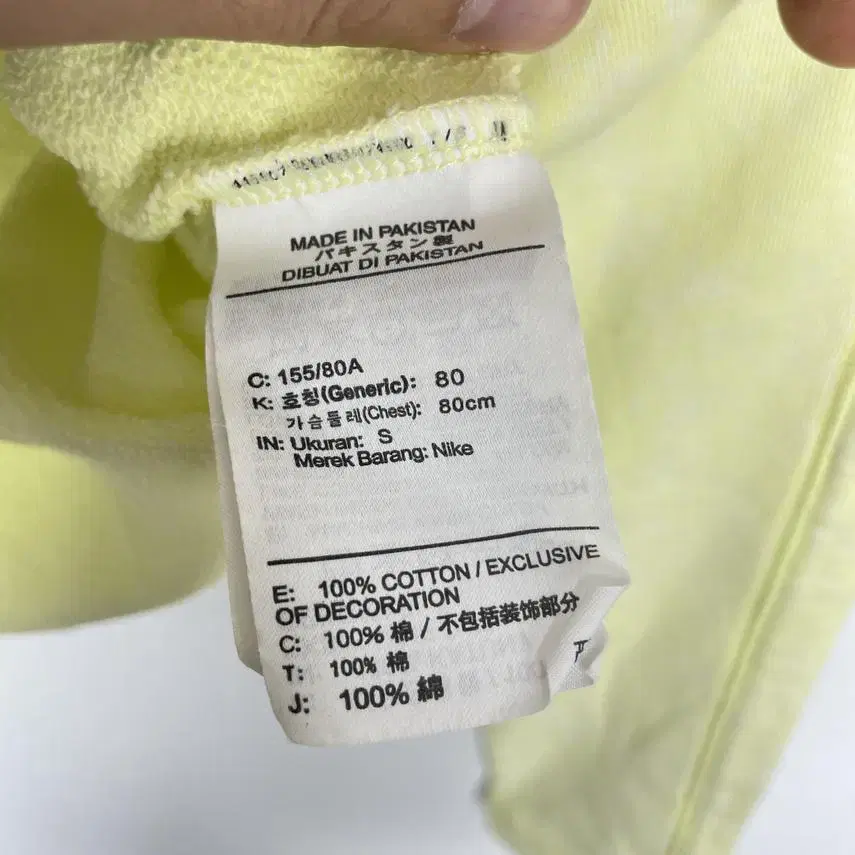 MADE IN PAKISTAN
パキスタン製
DIBUAT DI PAKISTAN
C: 155/80A
K: 호칭(Generic): 80
가슴둘레(Chest): 80cm
IN: Ukuran: S
Merek Barang: Nike
E: 100% COTTON / EXCLUSIVE
OF DECORATION
C: 100% 棉 / 不包括装饰部分
T: 100% 棉
J: 100% 綿